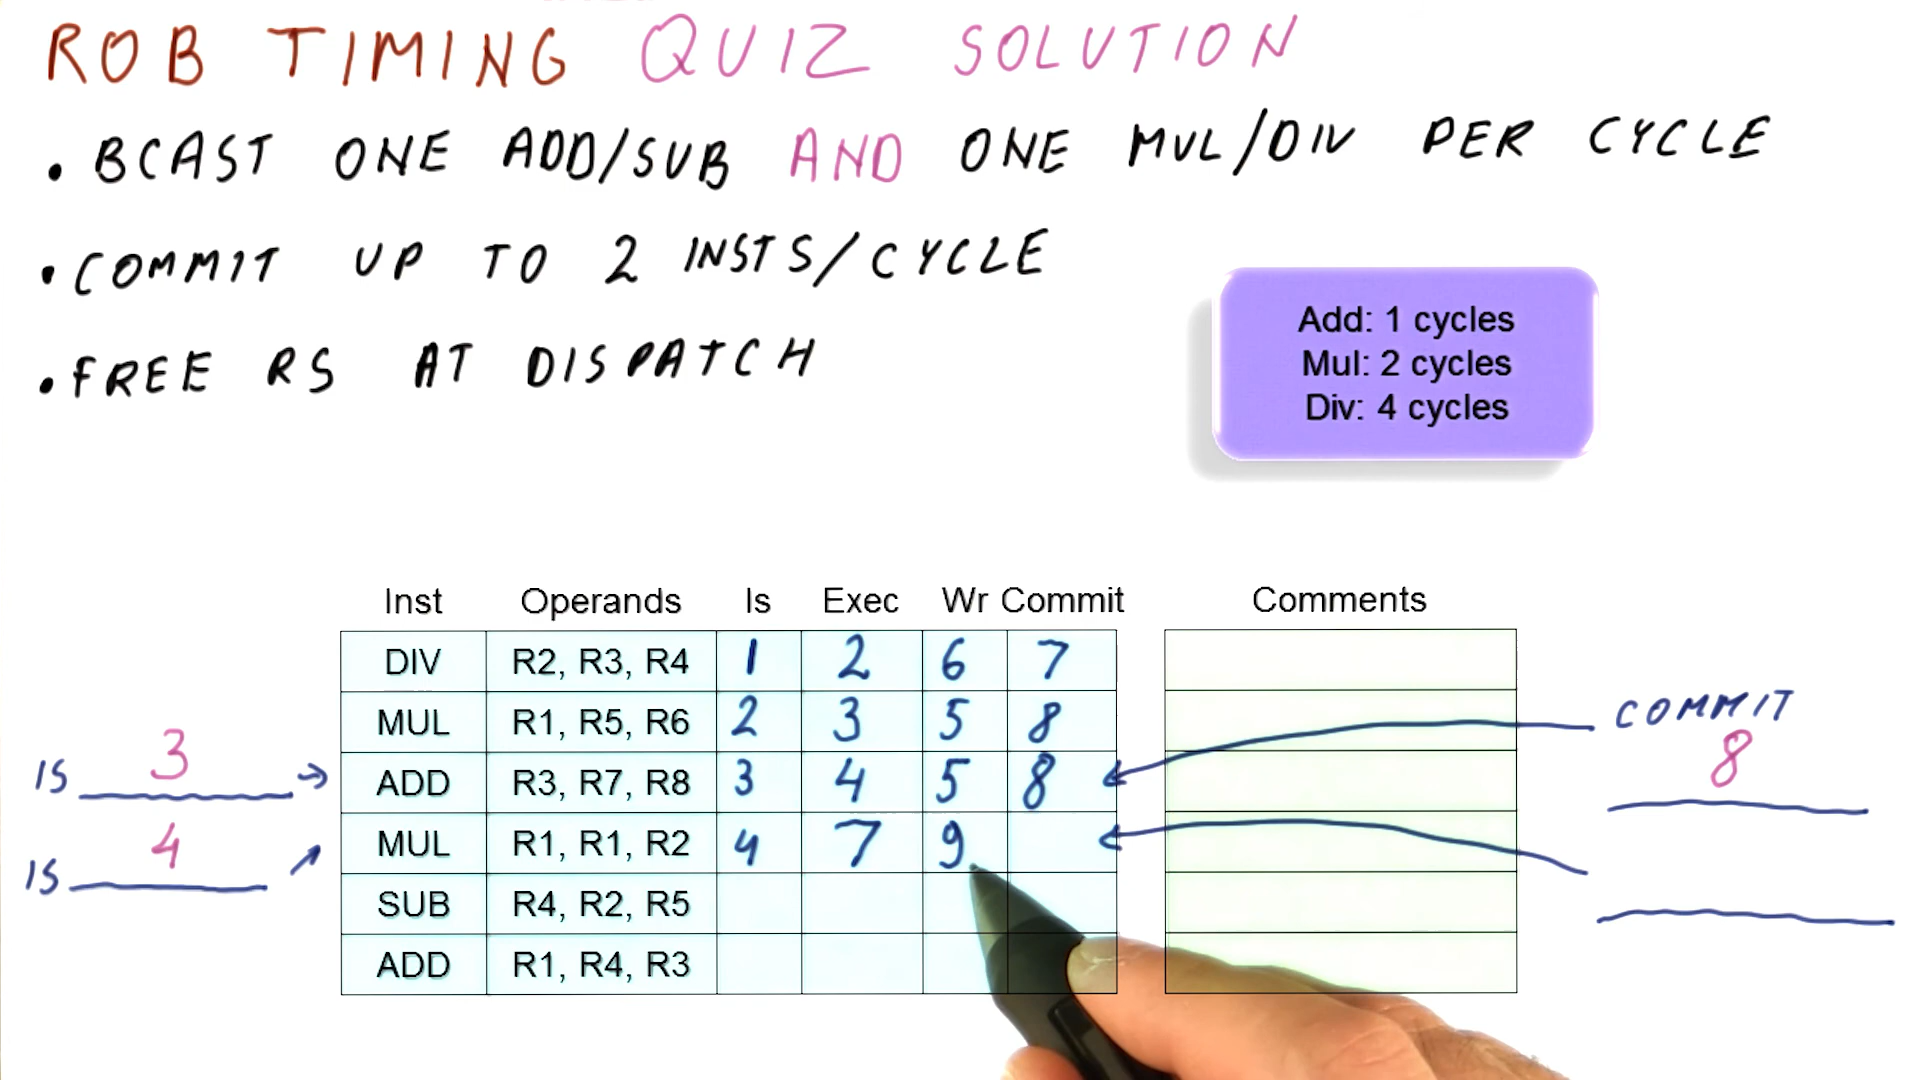 ROB TIMING QUIZ SOLUTION
• BCAST ONE ADD/SUB AND ONE MUL/DIV PER CYCLE
• COMMIT UP TO 2 INSTS/CYCLE
• FREE RS AT DISPATCH
Add: 1 cycles
Mul: 2 cycles
Div: 4 cycles
Inst Operands Is Exec Wr Commit Comments
DIV R2, R3, R4 1 2 6 7
MUL R1, R5, R6 2 3 5 8
COMMIT
IS 3
ADD R3, R7, R8 3 4 5 8
8
IS 4
MUL R1, R1, R2 4 7 9
SUB R4, R2, R5
ADD R1, R4, R3